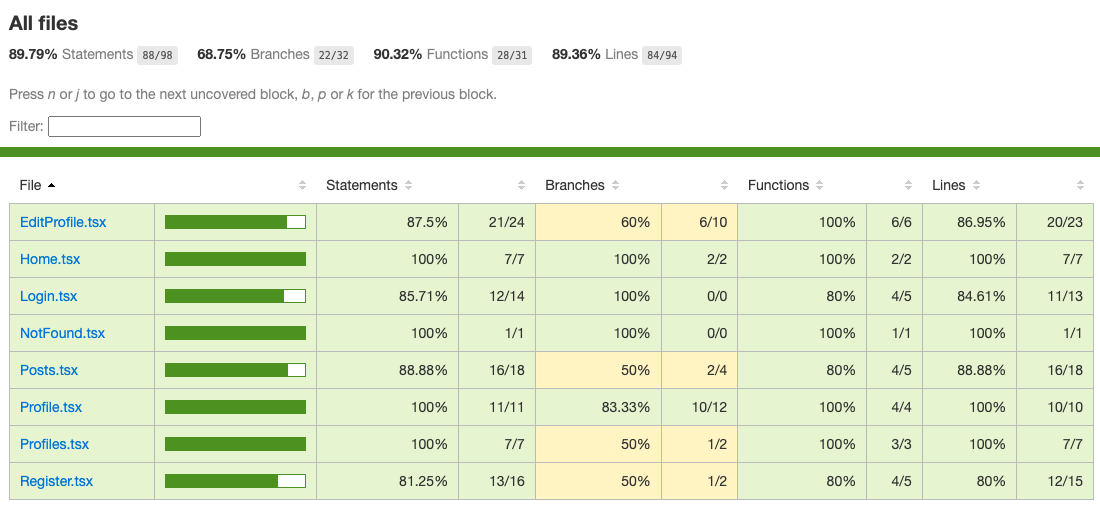 All files
89.79% Statements 88/98 68.75% Branches 22/32 90.32% Functions 28/31 89.36% Lines 84/94
Press n or j to go to the next uncovered block, b, p or k for the previous block.
Filter:
File Statements Branches Functions Lines
EditProfile.tsx 87.5% 21/24 60% 6/10 100% 6/6 86.95% 20/23
Home.tsx 100% 7/7 100% 2/2 100% 2/2 100% 7/7
Login.tsx 85.71% 12/14 100% 0/0 80% 4/5 84.61% 11/13
NotFound.tsx 100% 1/1 100% 0/0 100% 1/1 100% 1/1
Posts.tsx 88.88% 16/18 50% 2/4 80% 4/5 88.88% 16/18
Profile.tsx 100% 11/11 83.33% 10/12 100% 4/4 100% 10/10
Profiles.tsx 100% 7/7 50% 1/2 100% 3/3 100% 7/7
Register.tsx 81.25% 13/16 50% 1/2 80% 4/5 80% 12/15